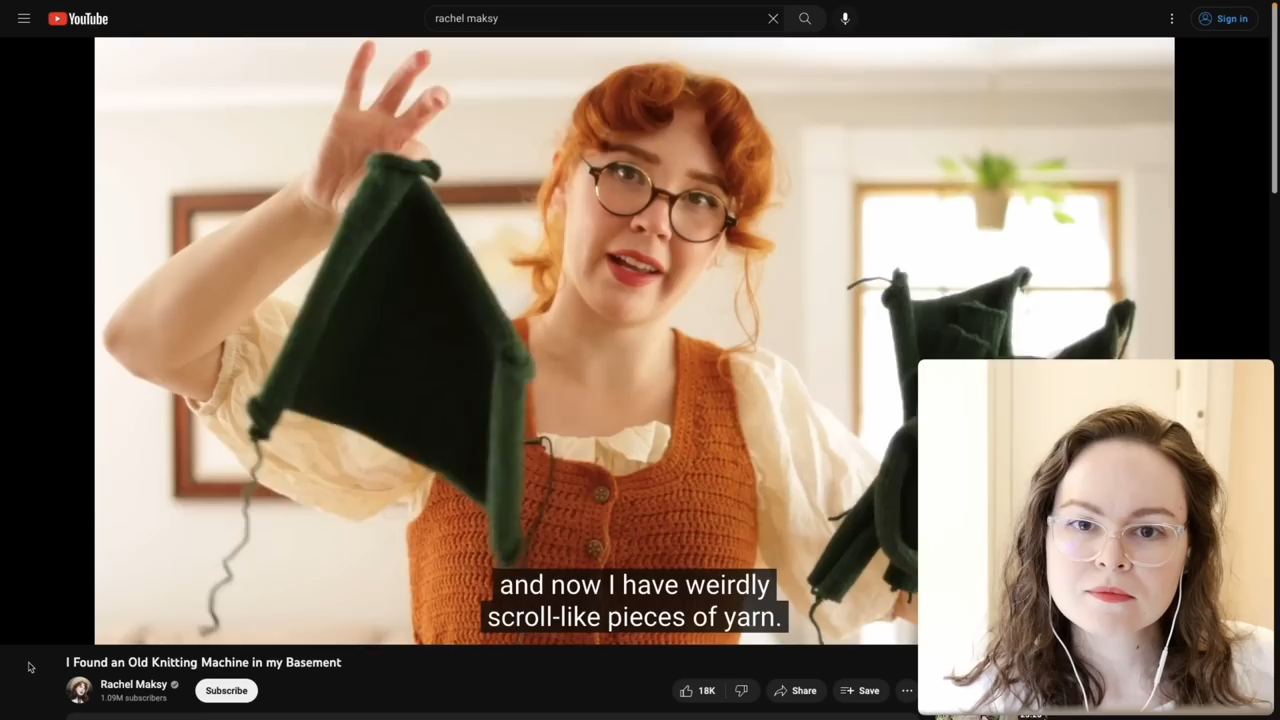 YouTube
rachel maksy
Sign in
and now I have weirdly
scroll-like pieces of yarn.
I Found an Old Knitting Machine in my Basement
Rachel Maksy
1.09M subscribers
Subscribe
18K
Share
Save